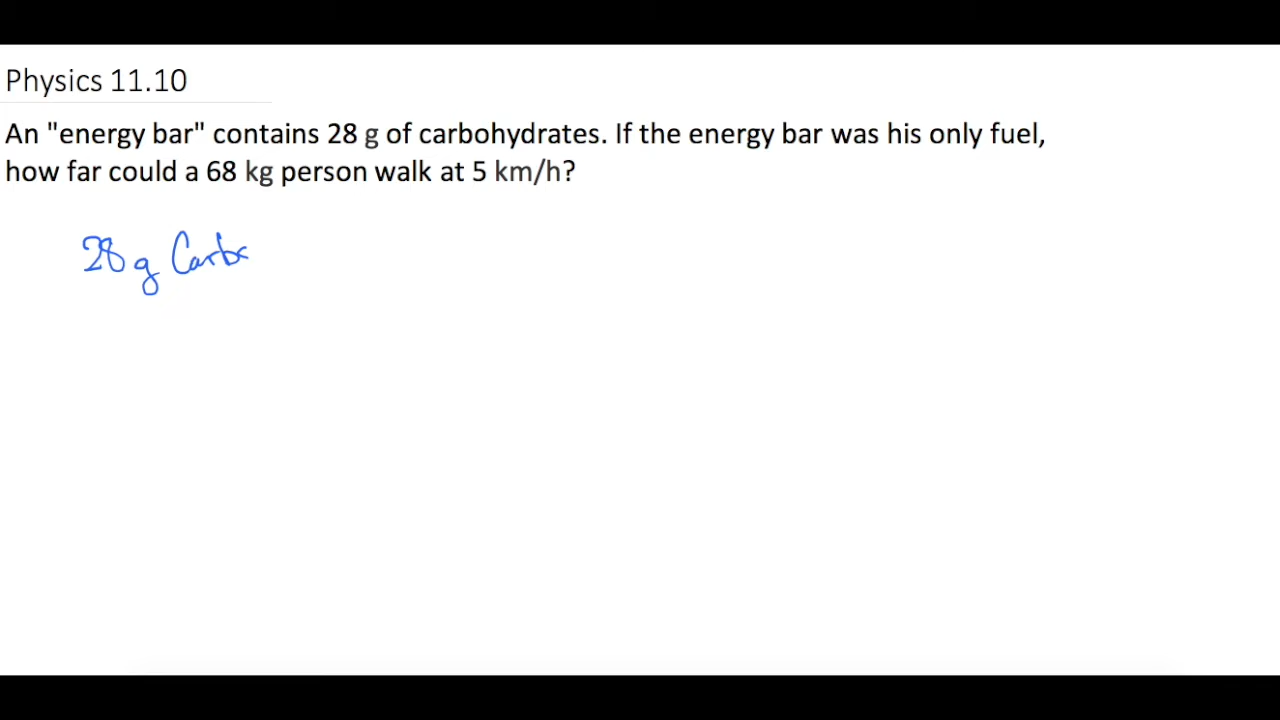 Physics 11.10
An "energy bar" contains 28 g of carbohydrates. If the energy bar was his only fuel,
how far could a 68 kg person walk at 5 km/h?
28 g Carbs